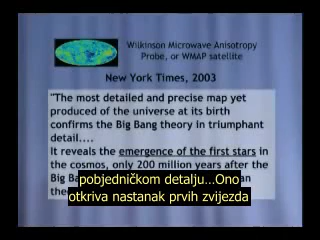 Wilkinson Microwave Anisotropy
Probe, or WMAP satellite
New York Times, 2003
"The most detailed and precise map yet
produced of the universe at its birth
confirms the Big Bang theory in triumphant
detail....
It reveals the emergence of the first stars in
the cosmos, only 200 million years after the
Big Ba
an
the
pobjedničkom detalju...Ono
otkriva nastanak prvih zvijezda